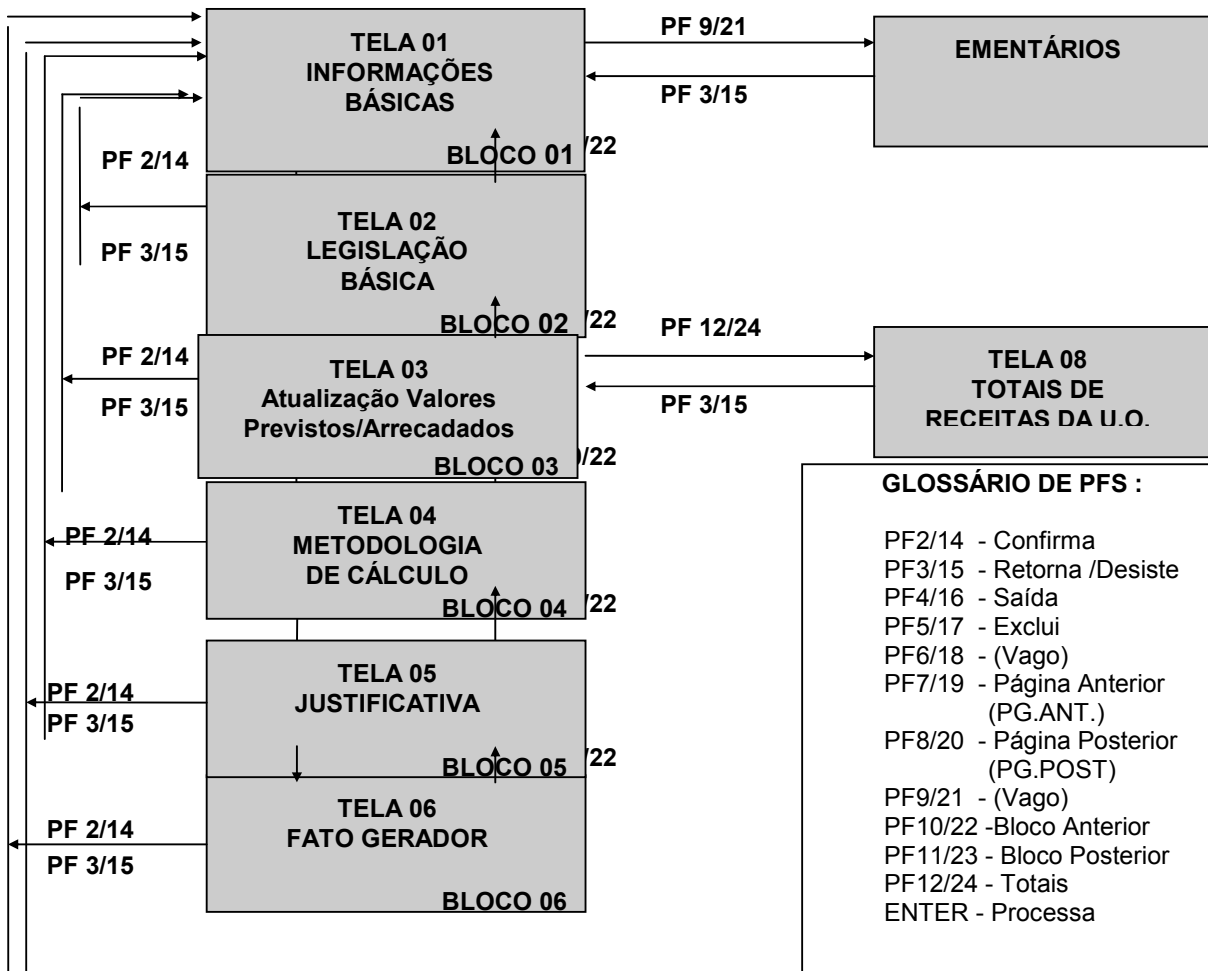 TELA 01
INFORMAÇÕES
BÁSICAS
BLOCO 01
/22
PF 9/21
PF 3/15
EMENTÁRIOS
PF 2/14
PF 3/15
TELA 02
LEGISLAÇÃO
BÁSICA
BLOCO 02
/22
PF 2/14
PF 3/15
TELA 03
Atualização Valores
Previstos/Arrecadados
BLOCO 03
/22
PF 12/24
PF 3/15
TELA 08
TOTAIS DE
RECEITAS DA U.O.
PF 2/14
PF 3/15
TELA 04
METODOLOGIA
DE CÁLCULO
BLOCO 04
/22
PF 2/14
PF 3/15
TELA 05
JUSTIFICATIVA
BLOCO 05
/22
PF 2/14
PF 3/15
TELA 06
FATO GERADOR
BLOCO 06
GLOSSÁRIO DE PFS :
PF2/14 - Confirma
PF3/15 - Retorna /Desiste
PF4/16 - Saída
PF5/17 - Exclui
PF6/18 - (Vago)
PF7/19 - Página Anterior
(PG.ANT.)
PF8/20 - Página Posterior
(PG.POST)
PF9/21 - (Vago)
PF10/22 -Bloco Anterior
PF11/23 - Bloco Posterior
PF12/24 - Totais
ENTER - Processa